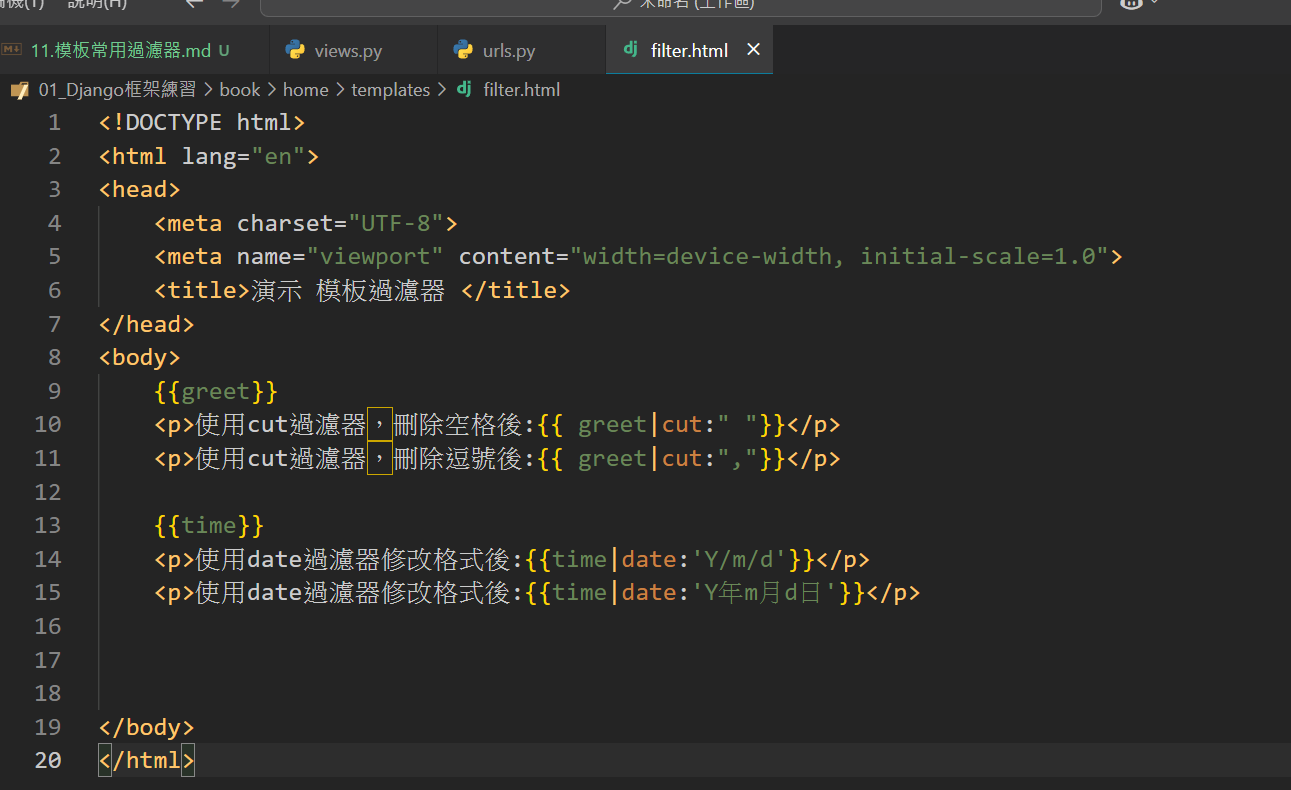 說明(H)
未命名 (工作區)
11.模板常用過濾器.md U
views.py
urls.py
filter.html
01_Django框架練習 > book > home > templates > filter.html
1 <!DOCTYPE html>
2 <html lang="en">
3 <head>
4 <meta charset="UTF-8">
5 <meta name="viewport" content="width=device-width, initial-scale=1.0">
6 <title>演示 模板過濾器 </title>
7 </head>
8 <body>
9 {{greet}}
10 <p>使用cut過濾器，刪除空格後:{{ greet|cut:" "}}</p>
11 <p>使用cut過濾器，刪除逗號後:{{ greet|cut:","}}</p>
12
13 {{time}}
14 <p>使用date過濾器修改格式後:{{time|date:'Y/m/d'}}</p>
15 <p>使用date過濾器修改格式後:{{time|date:'Y年m月d日'}}</p>
16
17
18
19 </body>
20 </html>